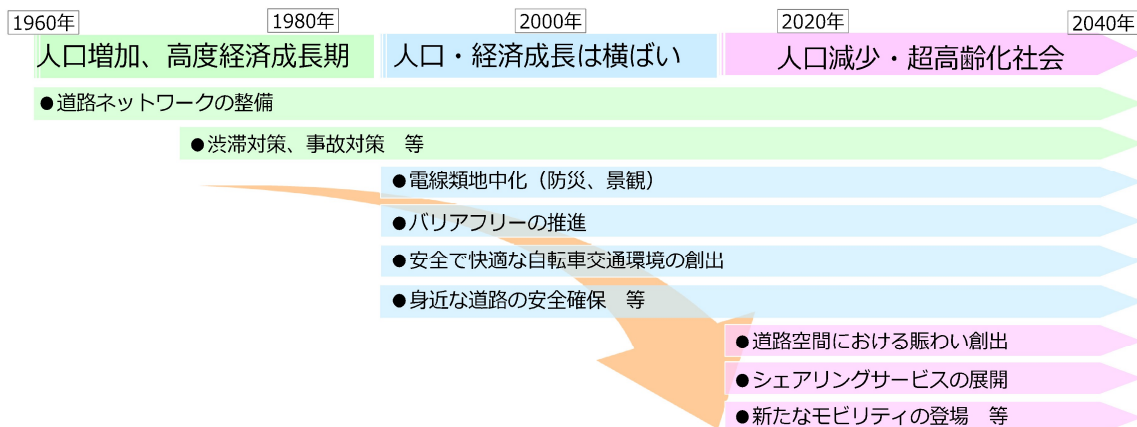 1960年
1980年
2000年
2020年
2040年
人口増加、高度経済成長期
人口・経済成長は横ばい
人口減少・超高齢化社会
●道路ネットワークの整備
●渋滞対策、事故対策　等
●電線類地中化（防災、景観）
●バリアフリーの推進
●安全で快適な自転車交通環境の創出
●身近な道路の安全確保　等
●道路空間における賑わい創出
●シェアリングサービスの展開
●新たなモビリティの登場　等